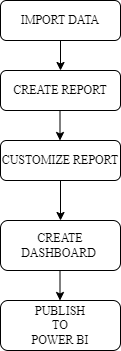 IMPORT DATA
CREATE REPORT
CUSTOMIZE REPORT
CREATE
DASHBOARD
PUBLISH
TO
POWER BI